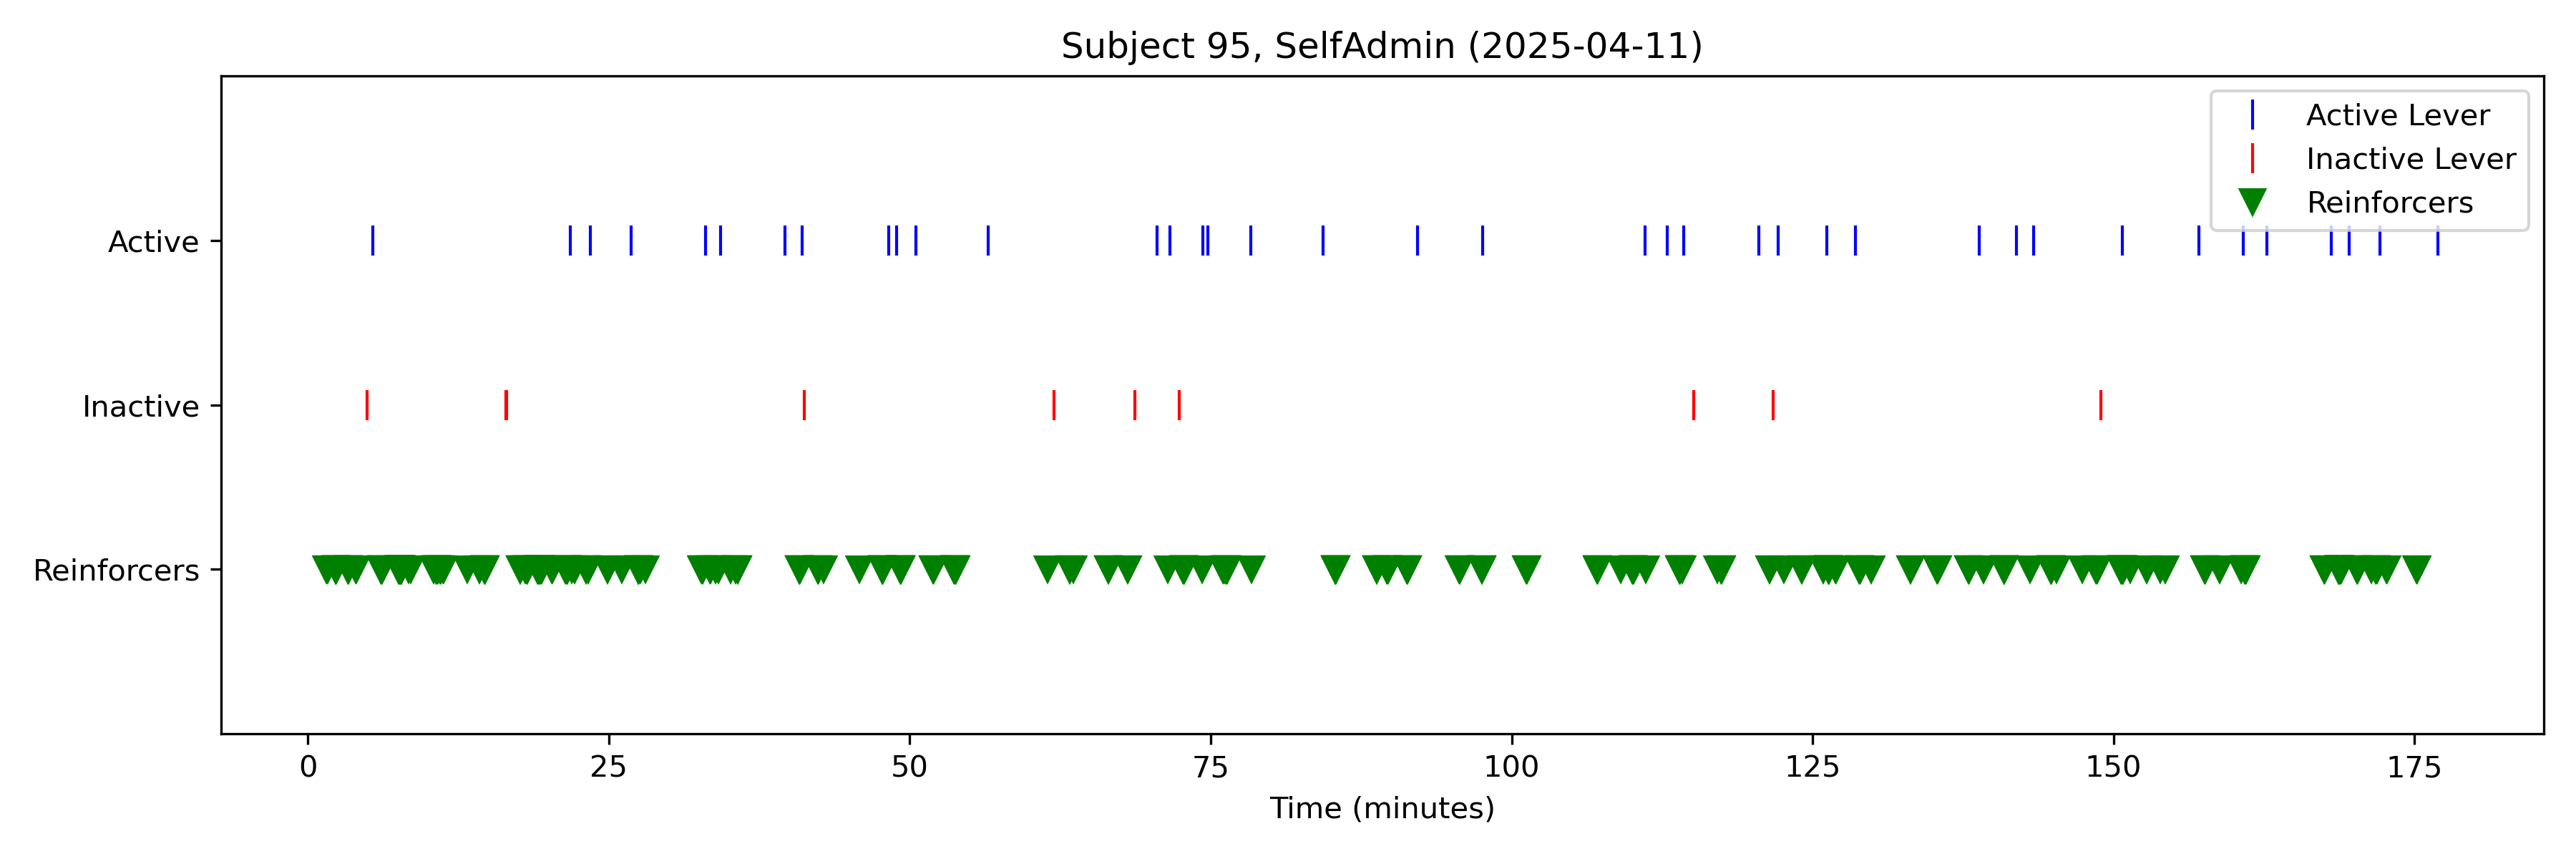 Subject 95, SelfAdmin (2025-04-11)
Active Lever
Inactive Lever
Reinforcers
Active
Inactive
Reinforcers
0 25 50 75 100 125 150 175
Time (minutes)